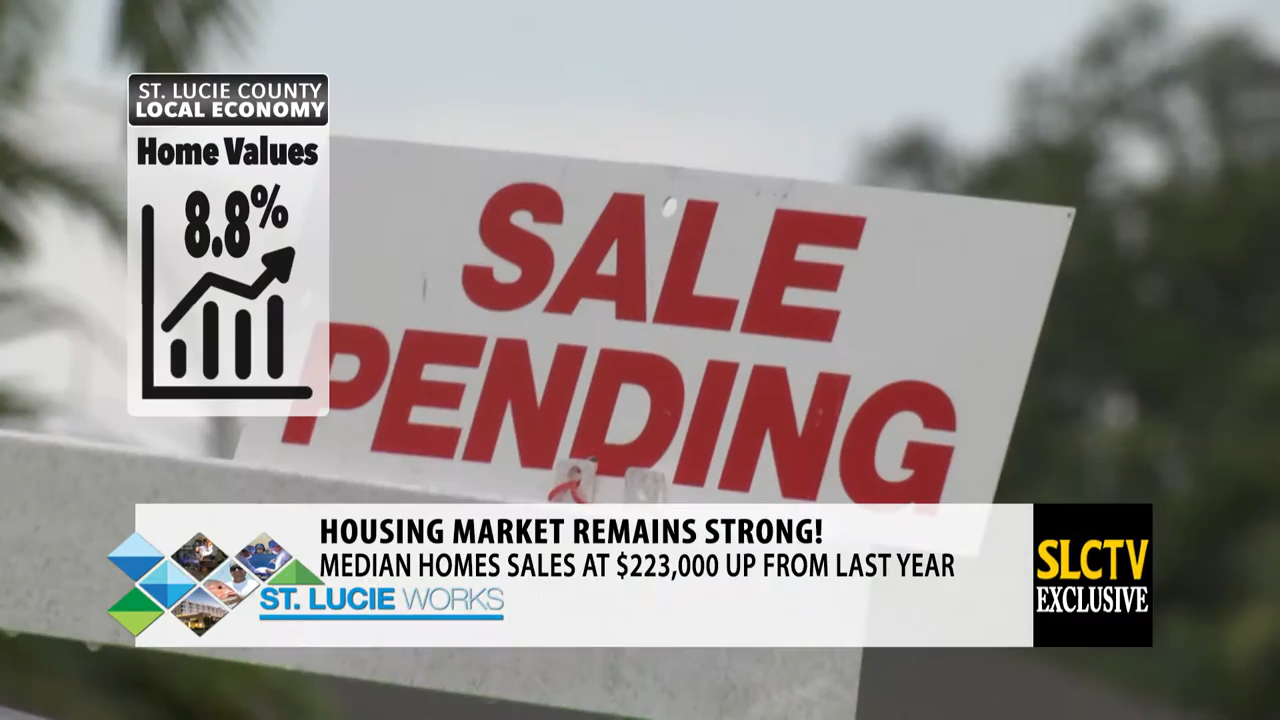 ST. LUCIE COUNTY
LOCAL ECONOMY
Home Values
8.8%
SALE
PENDING
HOUSING MARKET REMAINS STRONG!
MEDIAN HOMES SALES AT $223,000 UP FROM LAST YEAR
ST. LUCIE WORKS
SLCTV
EXCLUSIVE